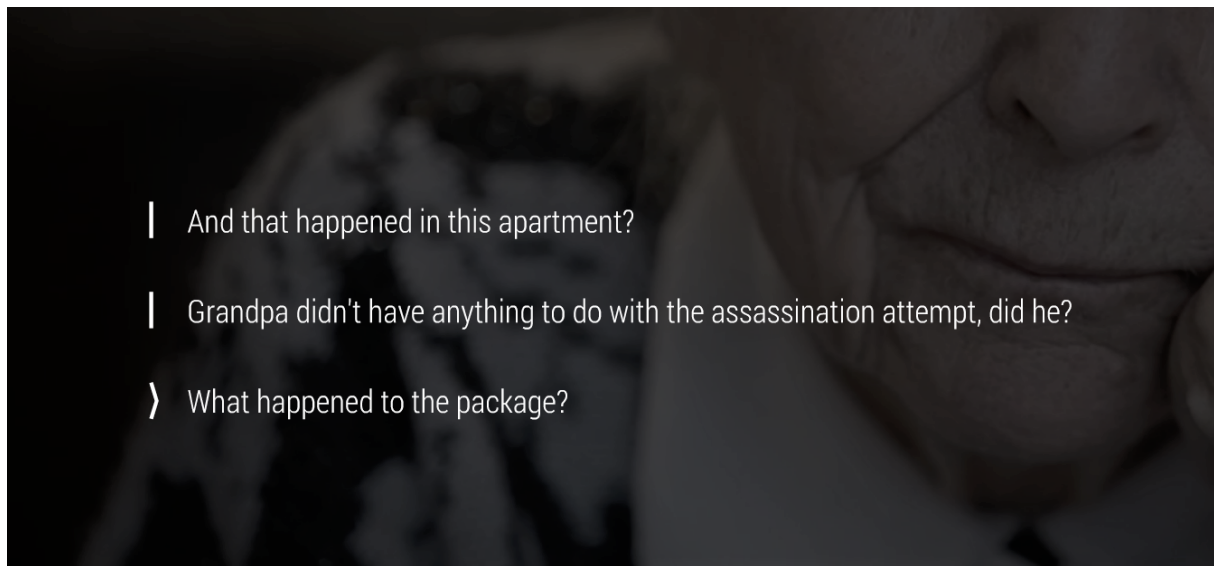 And that happened in this apartment?
Grandpa didn't have anything to do with the assassination attempt, did he?
What happened to the package?